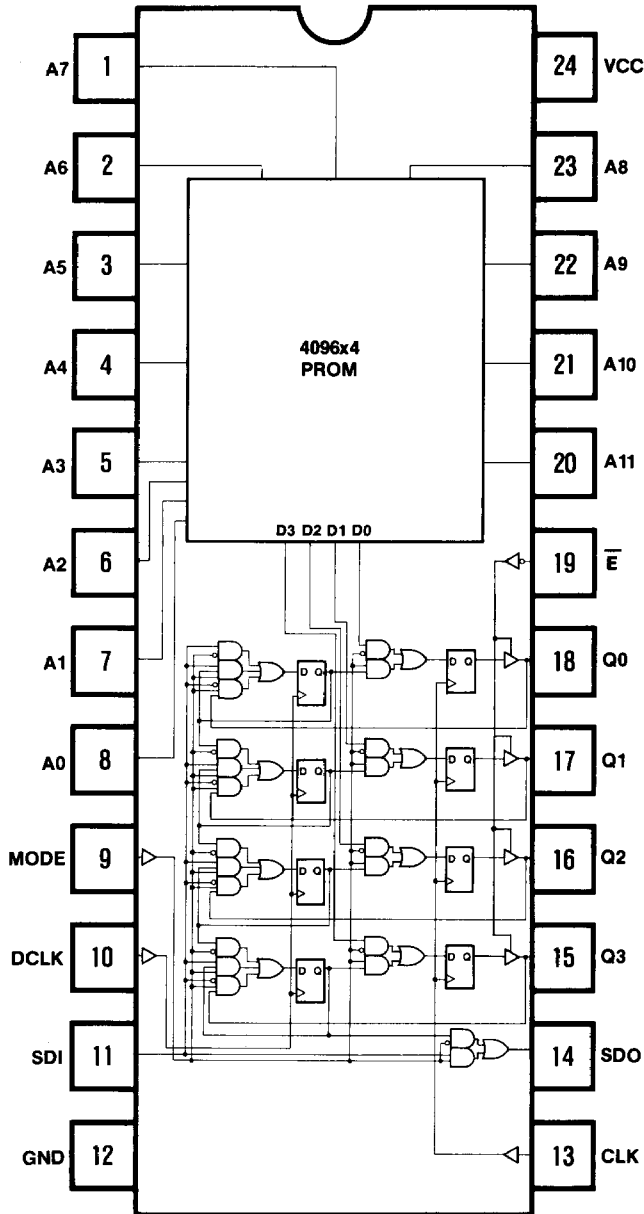 A7 1
24 VCC
A6 2
23 A8
A5 3
22 A9
A4 4
4096x4
PROM
21 A10
A3 5
20 A11
D3 D2 D1 D0
A2 6
19 E̅
A1 7
18 Q0
D Q D Q
A0 8
17 Q1
D Q D Q
MODE 9
16 Q2
D Q D Q
DCLK 10
15 Q3
D Q D Q
SDI 11
14 SDO
GND 12
13 CLK